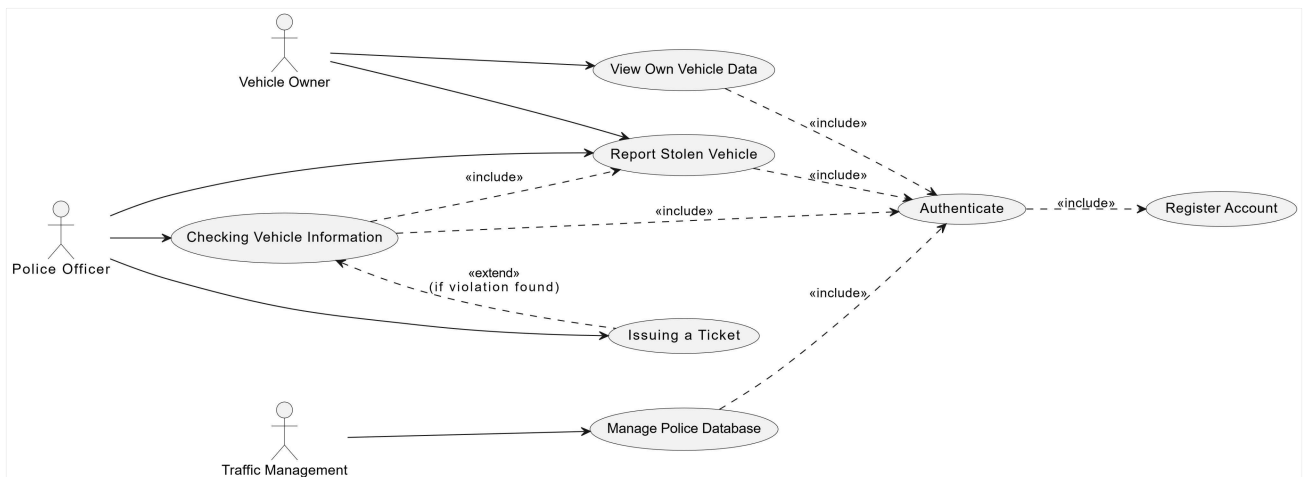 Vehicle Owner
View Own Vehicle Data
«include»
Report Stolen Vehicle
«include»
«include»
Authenticate
«include»
Register Account
«include»
Police Officer
Checking Vehicle Information
«extend»
(if violation found)
«include»
Issuing a Ticket
Manage Police Database
Traffic Management